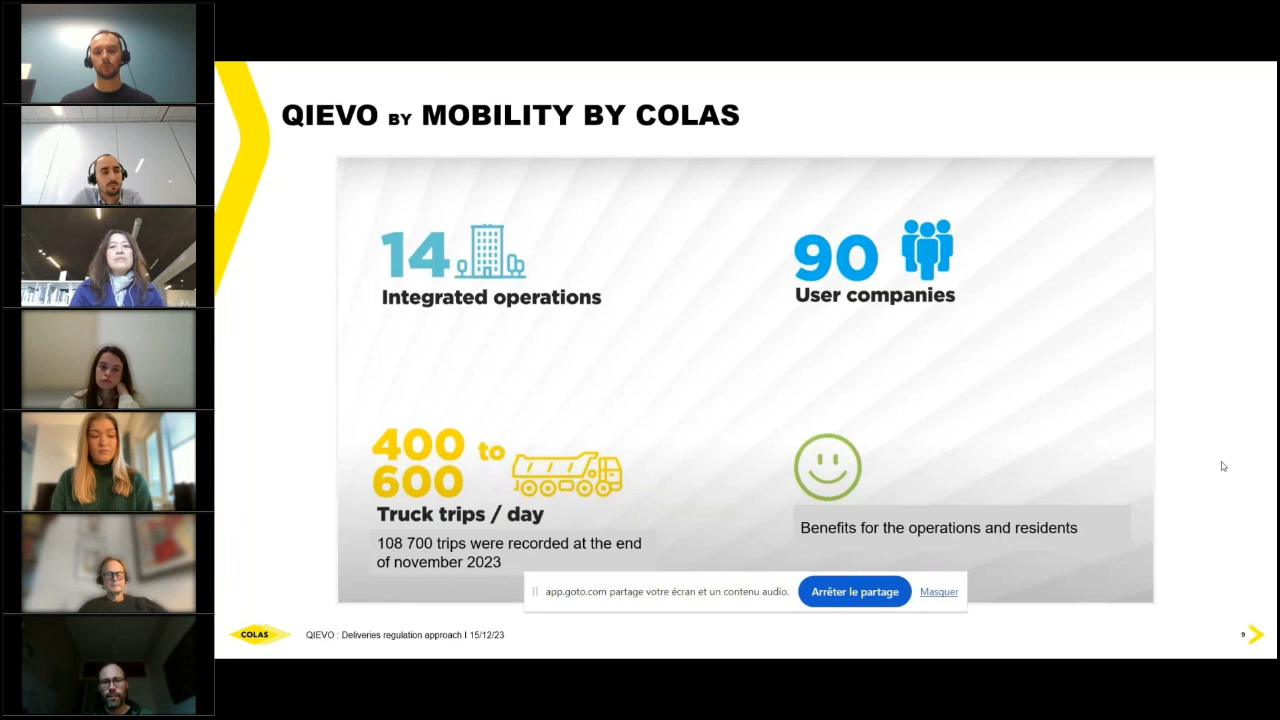 QIEVO BY MOBILITY BY COLAS
14
Integrated operations
90
User companies
400 to
600
Truck trips / day
108 700 trips were recorded at the end
of november 2023
Benefits for the operations and residents
app.goto.com partage votre écran et un contenu audio.
Arrêter le partage
Masquer
COLAS
QIEVO : Deliveries regulation approach I 15/12/23
9